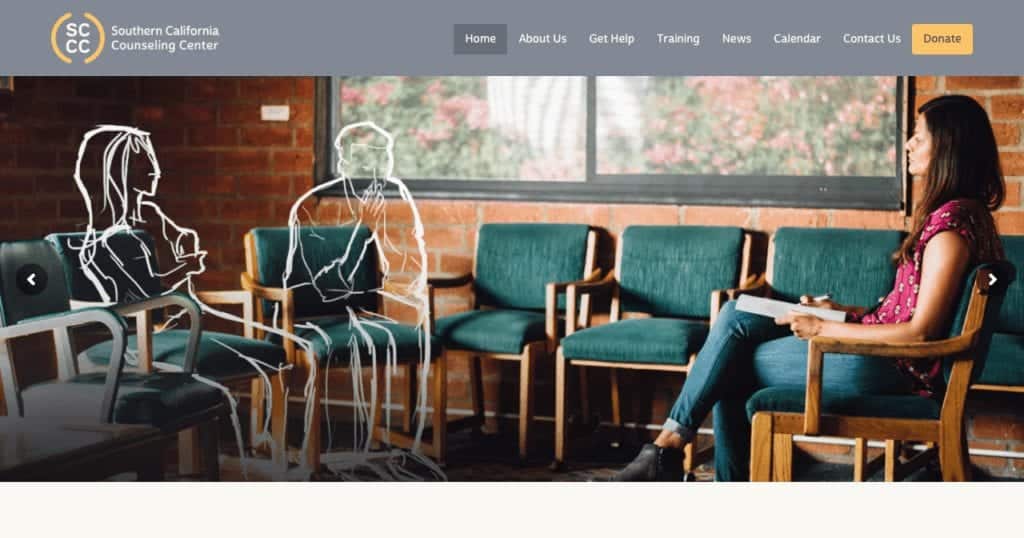 SC
CC
Southern California
Counseling Center
Home
About Us
Get Help
Training
News
Calendar
Contact Us
Donate